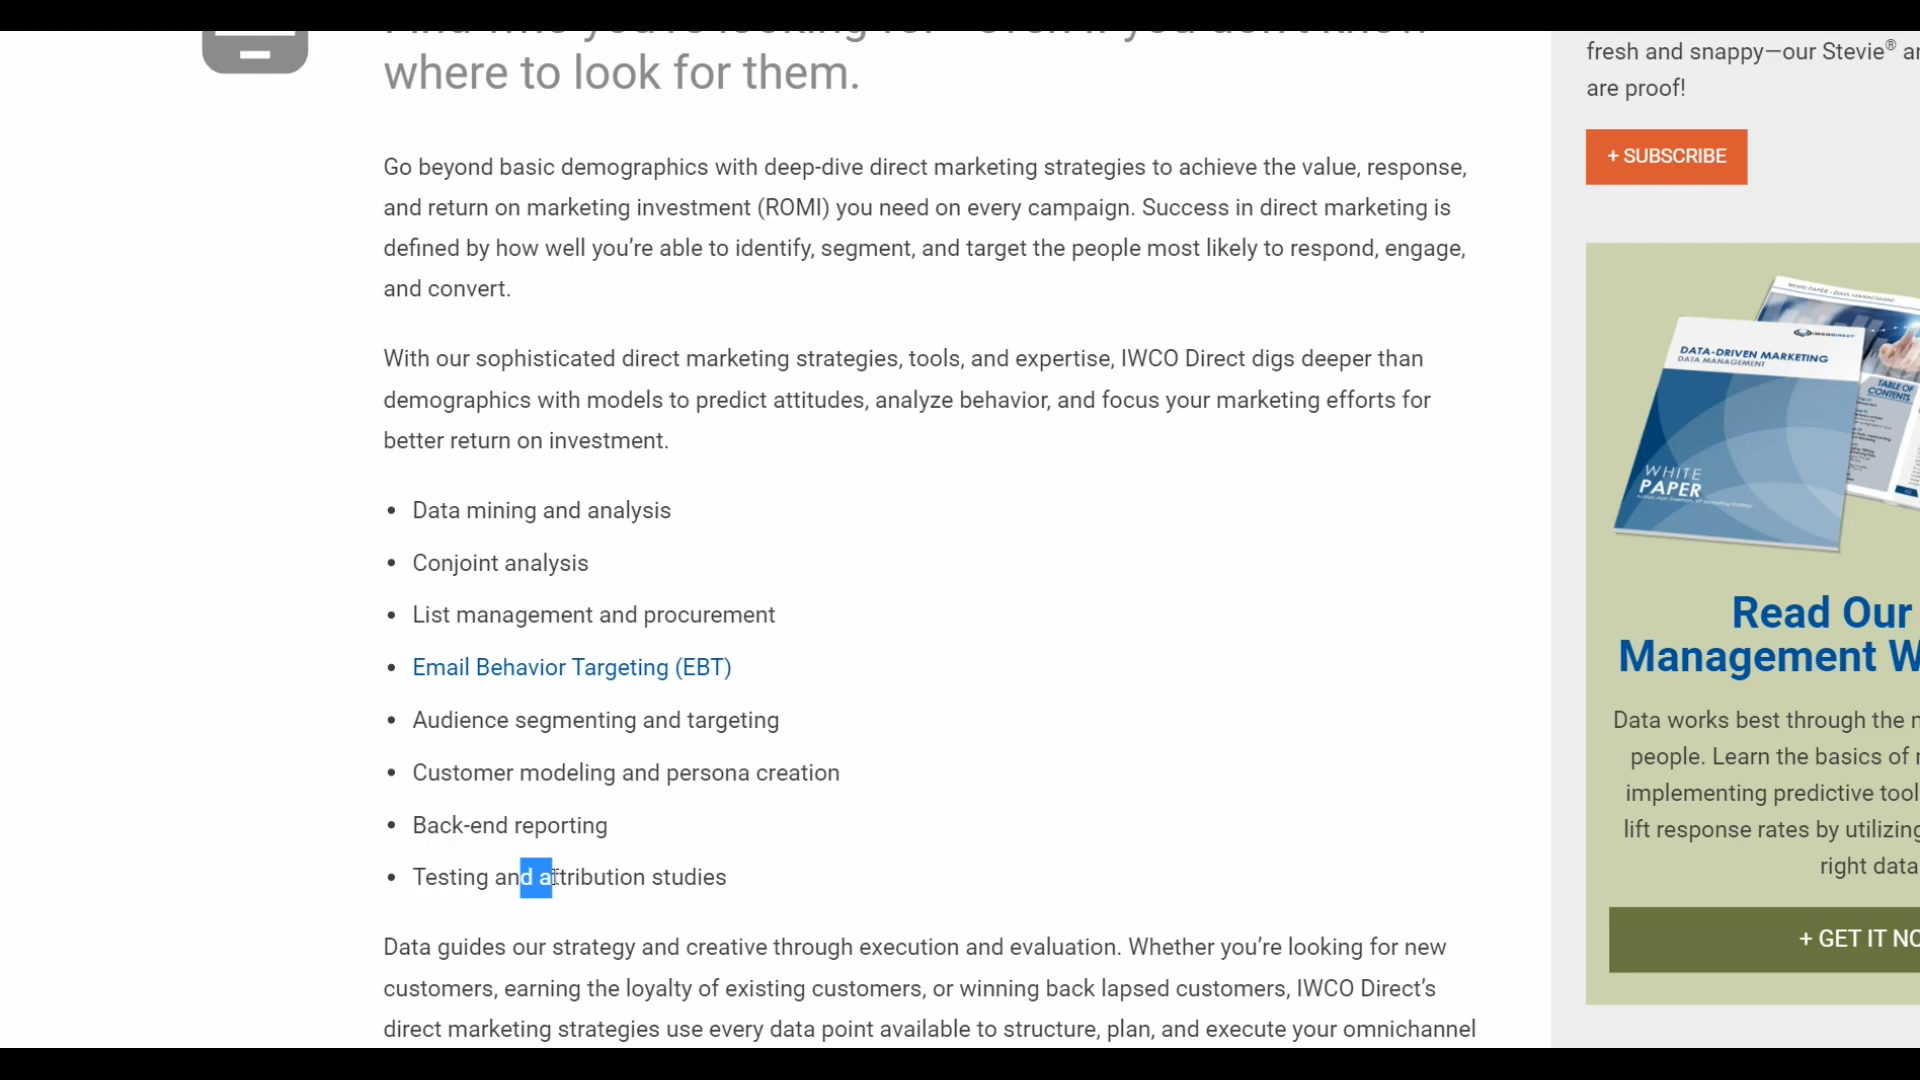 where to look for them.
Go beyond basic demographics with deep-dive direct marketing strategies to achieve the value, response,
and return on marketing investment (ROMI) you need on every campaign. Success in direct marketing is
defined by how well you’re able to identify, segment, and target the people most likely to respond, engage,
and convert.
With our sophisticated direct marketing strategies, tools, and expertise, IWCO Direct digs deeper than
demographics with models to predict attitudes, analyze behavior, and focus your marketing efforts for
better return on investment.
• Data mining and analysis
• Conjoint analysis
• List management and procurement
• Email Behavior Targeting (EBT)
• Audience segmenting and targeting
• Customer modeling and persona creation
• Back-end reporting
• Testing and attribution studies
Data guides our strategy and creative through execution and evaluation. Whether you’re looking for new
customers, earning the loyalty of existing customers, or winning back lapsed customers, IWCO Direct’s
direct marketing strategies use every data point available to structure, plan, and execute your omnichannel
fresh and snappy—our Stevie®
are proof!
+ SUBSCRIBE
WHITE PAPER - DATA MANAGEMENT
IWCODIRECT
DATA-DRIVEN MARKETING
DATA MANAGEMENT
TABLE OF
CONTENTS
WHITE
PAPER
Read Our
Management
Data works best through the
people. Learn the basics of
implementing predictive
lift response rates by
right data
+ GET IT